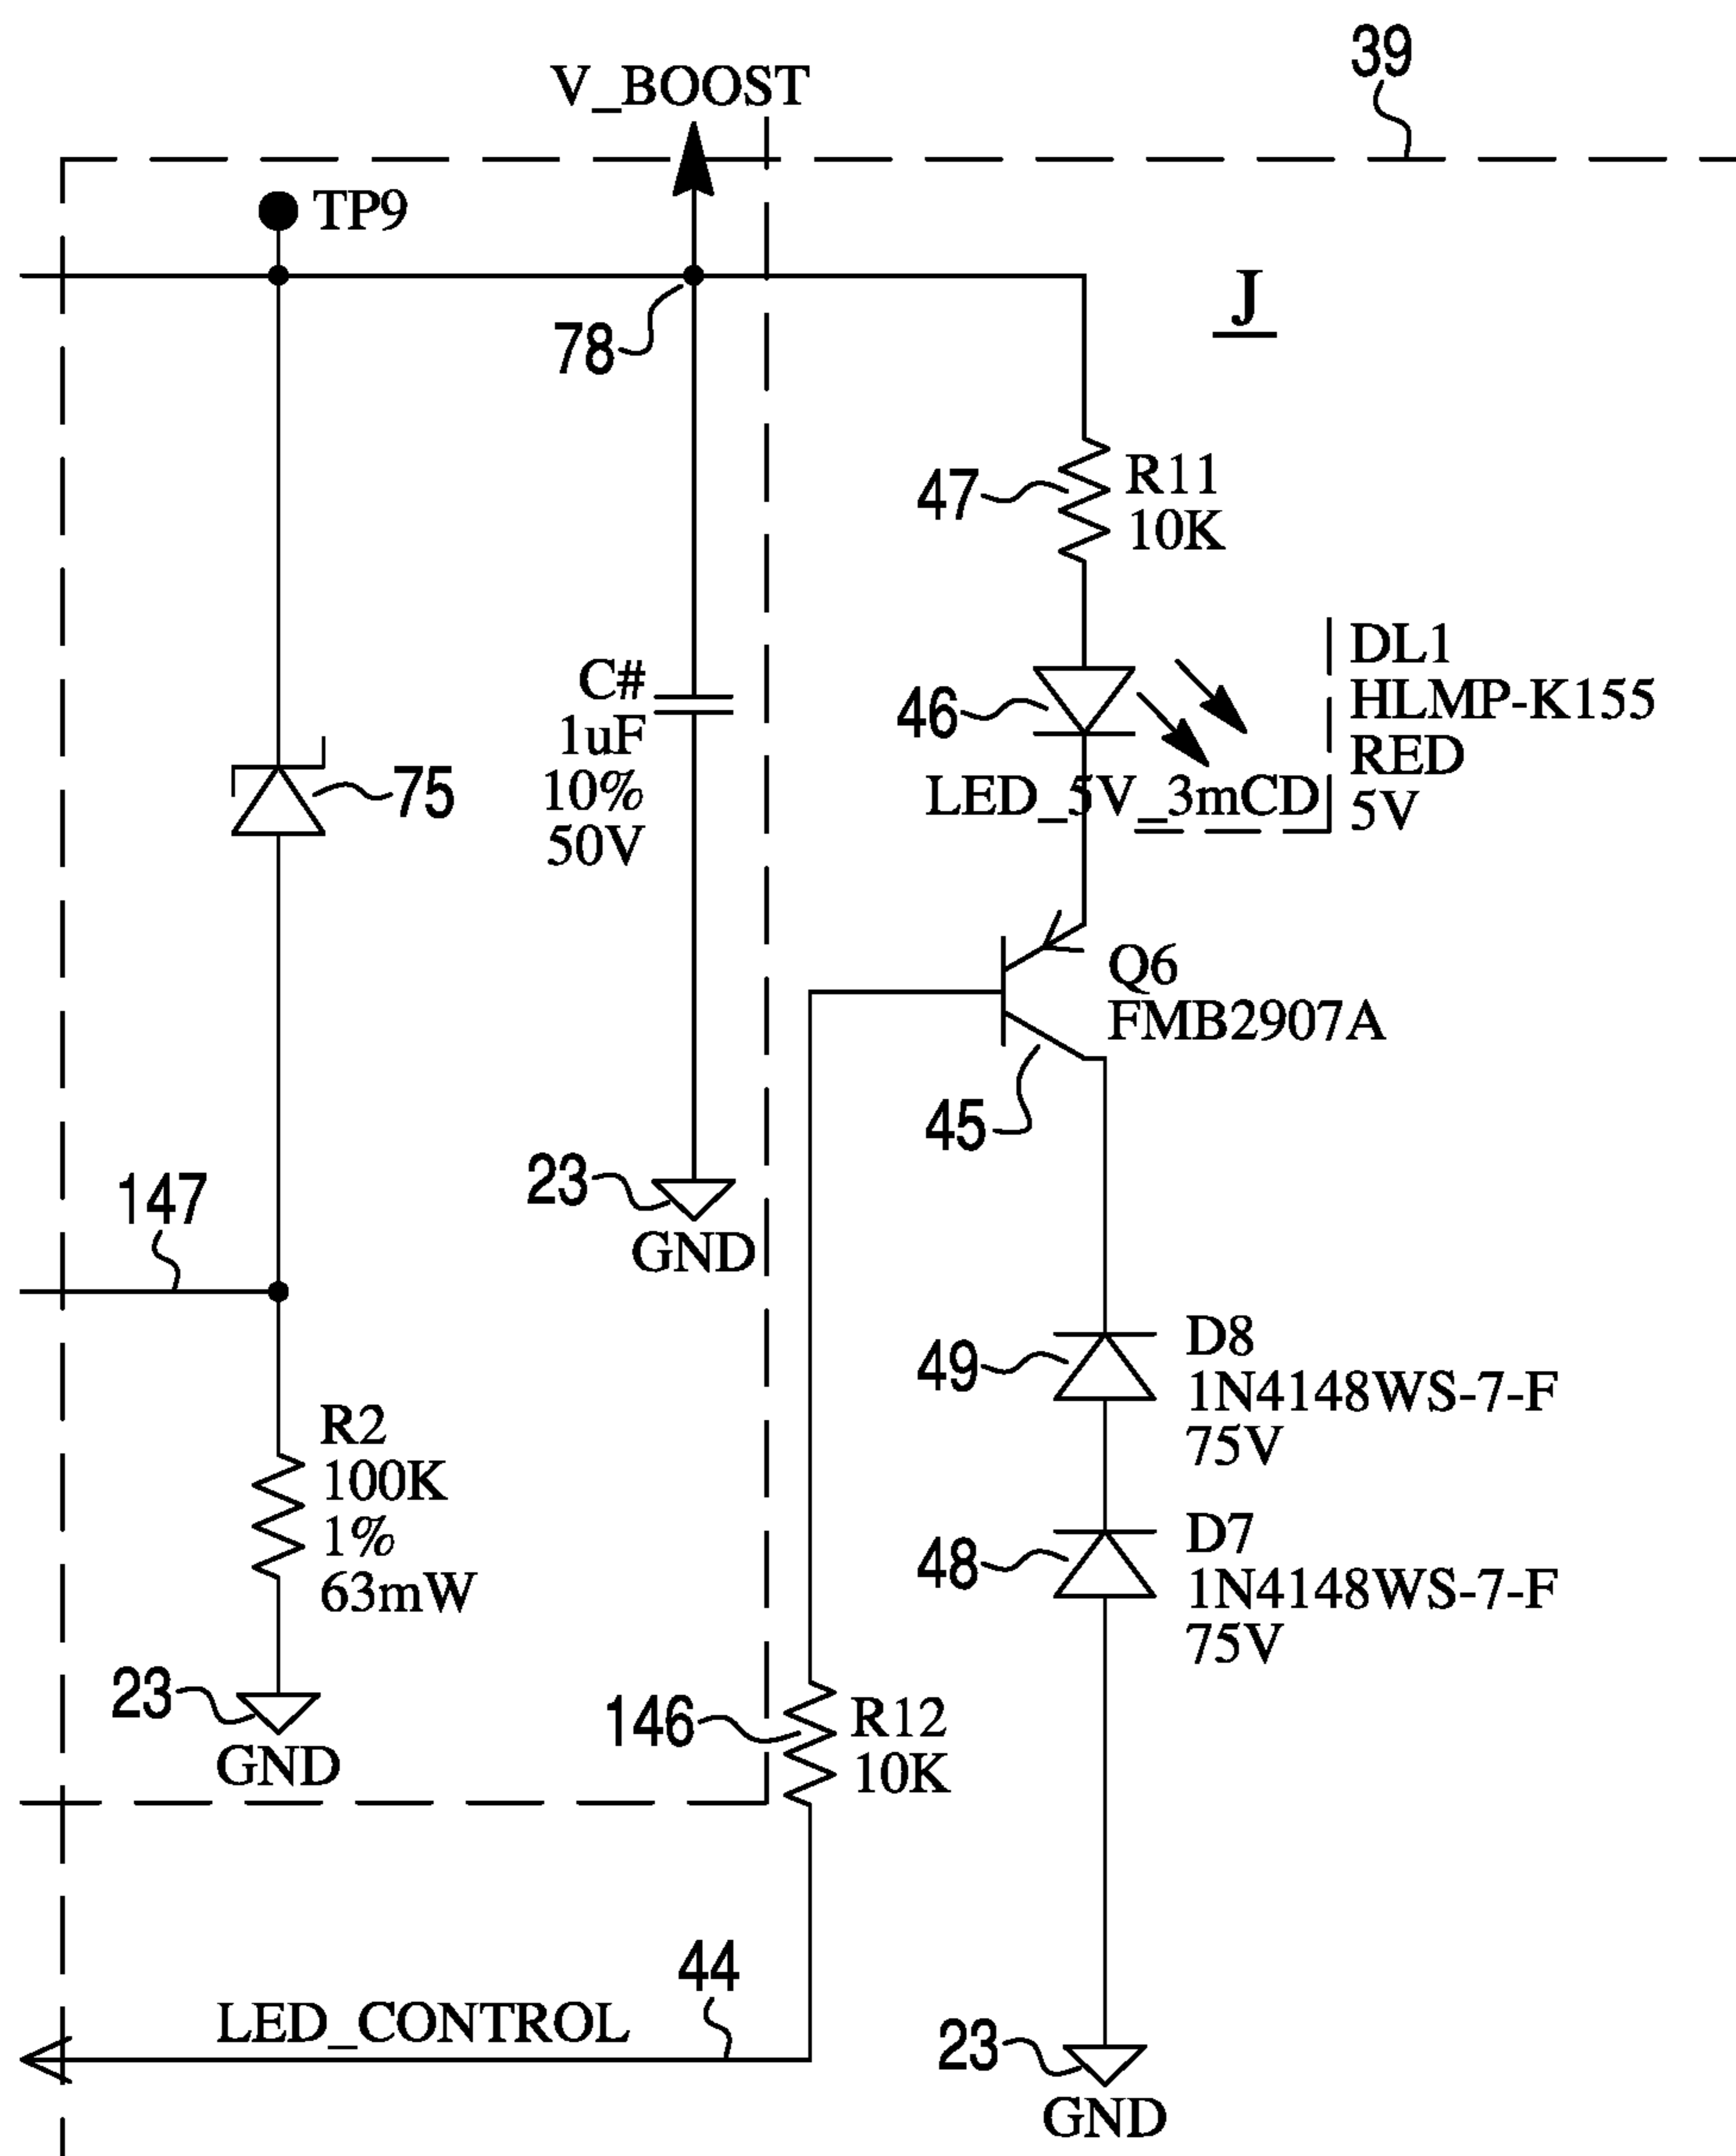 39
V_BOOST
TP9
J
78
47
R11
10K
46
DL1
HLMP-K155
RED
5V
LED_5V_3mCD
C#
1uF
10%
50V
75
Q6
FMB2907A
45
23
GND
147
49
D8
1N4148WS-7-F
75V
R2
100K
1%
63mW
48
D7
1N4148WS-7-F
75V
23
GND
146
R12
10K
44
LED_CONTROL
23
GND